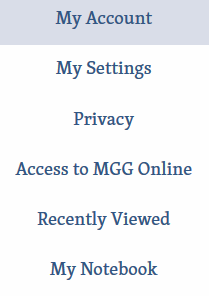 My Account
My Settings
Privacy
Access to MGG Online
Recently Viewed
My Notebook